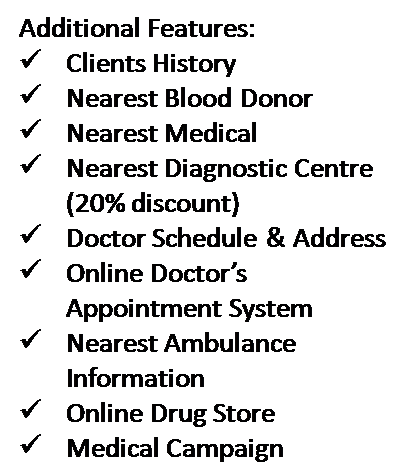 Additional Features:
✓ Clients History
✓ Nearest Blood Donor
✓ Nearest Medical
✓ Nearest Diagnostic Centre
(20% discount)
✓ Doctor Schedule & Address
✓ Online Doctor’s
Appointment System
✓ Nearest Ambulance
Information
✓ Online Drug Store
✓ Medical Campaign